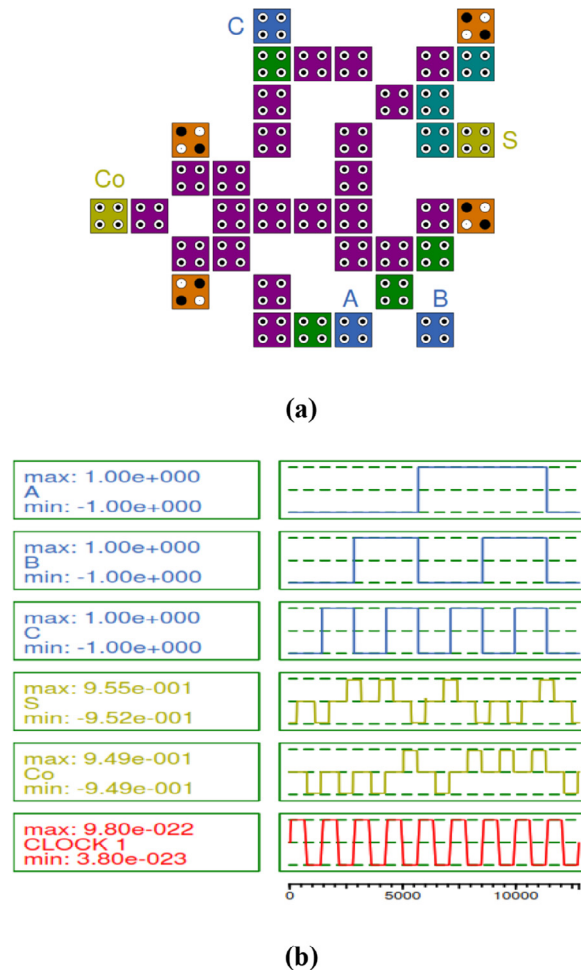 C
S
Co
A B
(a)
max: 1.00e+000
A
min: -1.00e+000
max: 1.00e+000
B
min: -1.00e+000
max: 1.00e+000
C
min: -1.00e+000
max: 9.55e-001
S
min: -9.52e-001
max: 9.49e-001
Co
min: -9.49e-001
max: 9.80e-022
CLOCK 1
min: 3.80e-023
0 5000 10000
(b)